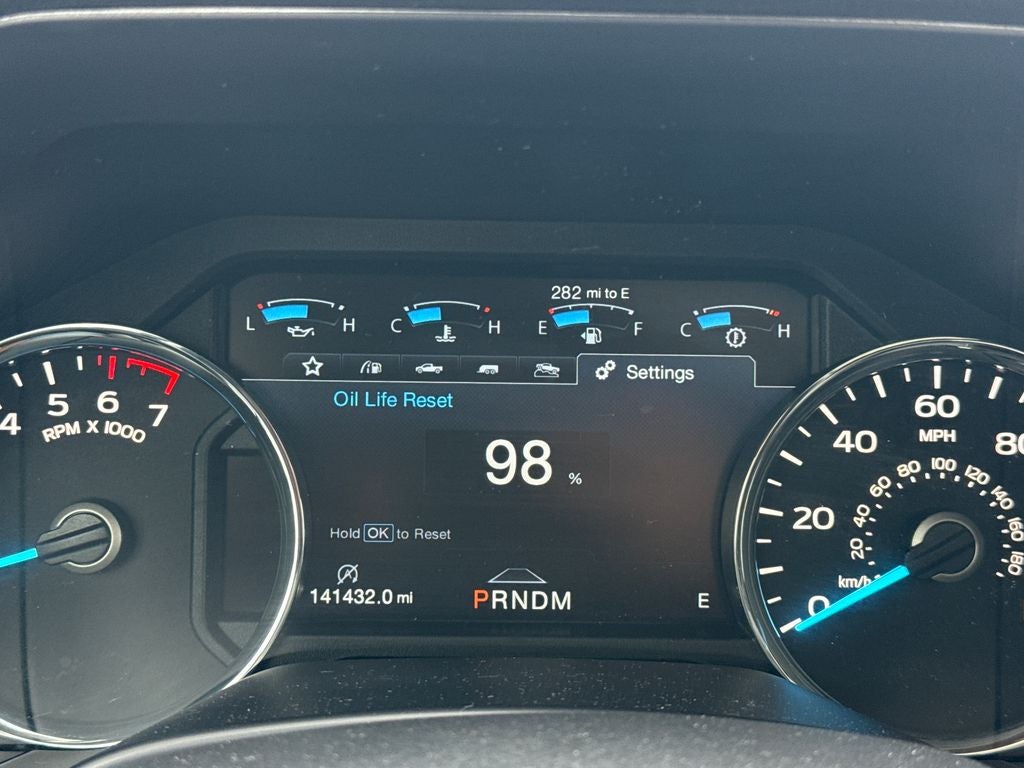 282 mi to E
L H
C H
E F
C H
Settings
Oil Life Reset
98 %
Hold OK to Reset
A
141432.0 mi
PRNDM
E
4 5 6 7
RPM X 1000
0 20 40 60 80
MPH
20 40 60 80 100 120 140 160 180
km/h